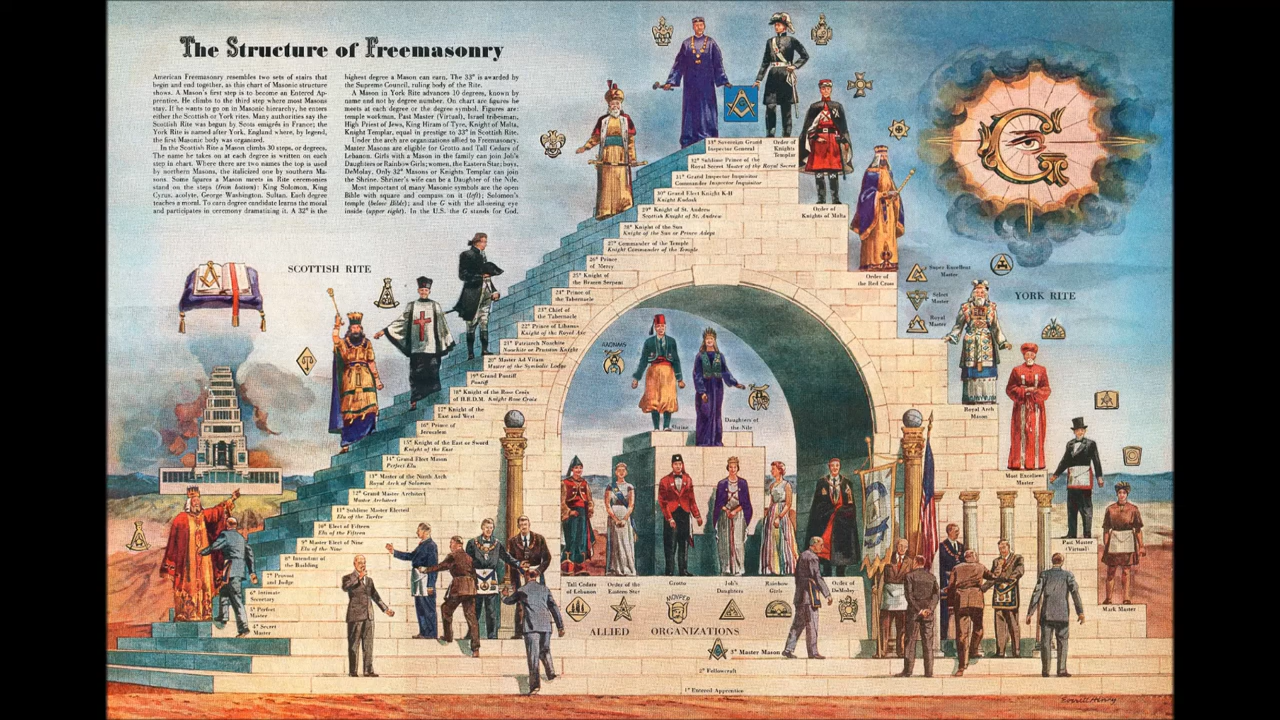 The Structure of Freemasonry
American Freemasonry resembles two sets of stairs that
begin and end together, as this chart of Masonic structure
shows. A Mason's first step is to become an Entered Ap-
prentice. He climbs to the third step where most Masons
stay. If he wants to go on in Masonic hierarchy, he enters
either the Scottish or York rites. Many authorities say the
Scottish Rite was begun by Scots emigrés in France; the
York Rite is named after York, England where, by legend,
the first Masonic body was organized.
In the Scottish Rite a Mason climbs 30 steps, or degrees.
The name he takes on at each degree is written on each
step in chart. Where there are two names the top is used
by northern Masons, the italicized one by southern Ma-
sons. Some figures a Mason meets in Rite ceremonies
stand on the steps (from bottom): King Solomon, King
Cyrus, acolyte, George Washington, Sultan. Each degree
teaches a moral. To earn degree candidate learns the moral
and participates in ceremony dramatizing it. A 32° is the
highest degree a Mason can earn. The 33° is awarded by
the Supreme Council, ruling body of the Rite.
A Mason in York Rite advances 10 degrees, known by
name and not by degree number. On chart are figures he
meets at each degree or the degree symbol. Figures are:
temple workman, Past Master (Virtual), Israel tribesman,
High Priest of Jews, King Hiram of Tyre, Knight of Malta,
Knight Templar, equal in prestige to 33° in Scottish Rite.
Under the arch are organizations allied to Freemasonry.
Master Masons are eligible for Grotto and Tall Cedars of
Lebanon. Girls with a Mason in the family can join Job's
Daughters or Rainbow Girls; women, the Eastern Star; boys,
DeMolay. Only 32° Masons or Knights Templar can join
the Shrine. Shriner's wife can be a Daughter of the Nile.
Most important of many Masonic symbols are the open
Bible with square and compass on it (left); Solomon's
temple (below Bible); and the G with the all-seeing eye
inside (upper right). In the U.S. the G stands for God.
SCOTTISH RITE
YORK RITE
G
33° Sovereign Grand
Inspector General
32° Sublime Prince of the
Royal Secret Master of the Royal Secret
31° Grand Inspector Inquisitor
Commander Inspector Inquisitor
30° Grand Elect Knight K-H
Knight Kadosh
29° Knight of St. Andrew
Scottish Knight of St. Andrew
28° Knight of the Sun
Knight of the Sun or Prince Adept
27° Commander of the Temple
Knight Commander of the Temple
26° Prince
of Mercy
25° Knight of
the Brazen Serpent
24° Prince of
the Tabernacle
23° Chief of
the Tabernacle
22° Prince of Libanus
Knight of the Royal Axe
21° Patriarch Noachite
Noachite or Prussian Knight
20° Master Ad Vitam
Master of the Symbolic Lodge
19° Grand Pontiff
Pontiff
18° Knight of the Rose Croix
of H.R.D.M. Knight Rose Croix
17° Knight of the
East and West
16° Prince of
Jerusalem
15° Knight of the East or Sword
Knight of the East
14° Grand Elect Mason
Perfect Elu
13° Master of the Ninth Arch
Royal Arch of Solomon
12° Grand Master Architect
Master Architect
11° Sublime Master Elected
Elu of the Twelve
10° Elect of Fifteen
Elu of the Fifteen
9° Master Elect of Nine
Elu of the Nine
8° Intendant of
the Building
7° Provost
and Judge
6° Intimate
Secretary
5° Perfect
Master
4° Secret
Master
Order of
Knights
Templar
Order of
Knights of Malta
Order of
the Red Cross
Super Excellent
Master
Select
Master
Royal
Master
Royal Arch
Mason
Most Excellent
Master
Past Master
(Virtual)
Mark Master
Shrine
Daughters of
the Nile
Tall Cedars
of Lebanon
Order of the
Eastern Star
Grotto
Job's
Daughters
Rainbow
Girls
Order of
DeMolay
ALLIED ORGANIZATIONS
3° Master Mason
2° Fellowcraft
1° Entered Apprentice